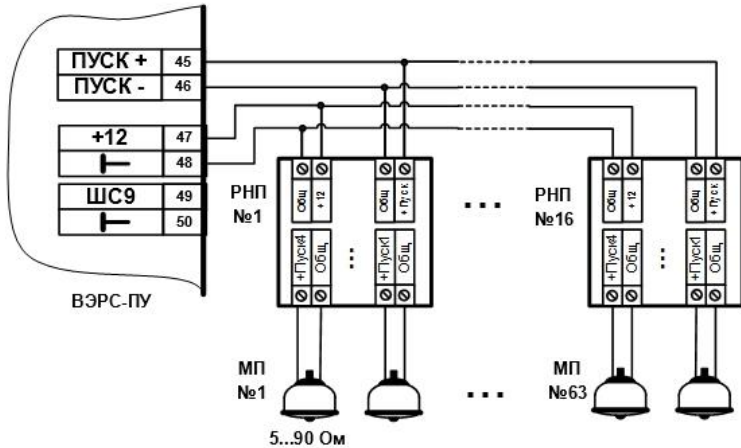 ПУСК + 45
ПУСК - 46
+12 47
48
ШС9 49
50
ВЭРС-ПУ
РНП
№1
Общ
+ 12
Общ
+ Пуск
...
+Пуск4
Общ
...
+Пуск1
Общ
РНП
№16
Общ
+ 12
Общ
+ Пуск
+Пуск4
Общ
...
+Пуск1
Общ
МП
№1
5...90 Ом
...
МП
№63